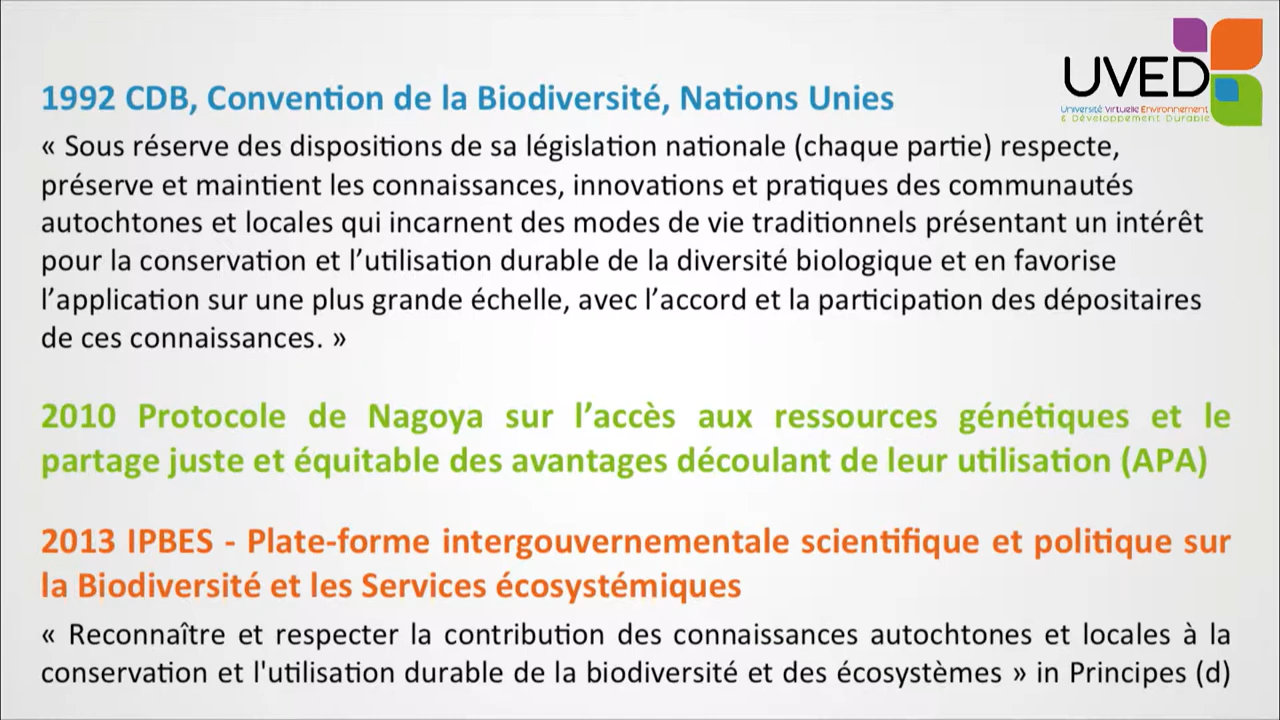 UVED
Université Virtuelle Environnement
& Développement Durable
1992 CDB, Convention de la Biodiversité, Nations Unies
« Sous réserve des dispositions de sa législation nationale (chaque partie) respecte,
préserve et maintient les connaissances, innovations et pratiques des communautés
autochtones et locales qui incarnent des modes de vie traditionnels présentant un intérêt
pour la conservation et l’utilisation durable de la diversité biologique et en favorise
l’application sur une plus grande échelle, avec l’accord et la participation des dépositaires
de ces connaissances. »
2010 Protocole de Nagoya sur l’accès aux ressources génétiques et le
partage juste et équitable des avantages découlant de leur utilisation (APA)
2013 IPBES - Plate-forme intergouvernementale scientifique et politique sur
la Biodiversité et les Services écosystémiques
« Reconnaître et respecter la contribution des connaissances autochtones et locales à la
conservation et l'utilisation durable de la biodiversité et des écosystèmes » in Principes (d)